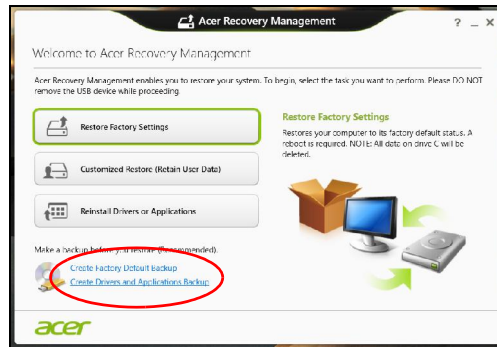 Acer Recovery Management
Welcome to Acer Recovery Management
Acer Recovery Management enables you to restore your system. To begin, select the task you want to perform. Please DO NOT
remove the USB device while proceeding.
Restore Factory Settings
Customized Restore (Retain User Data)
Reinstall Drivers or Applications
Restore Factory Settings
Restores your computer to its factory default status. A
reboot is required. NOTE: All data on drive C will be
deleted.
Make a backup before you restore (Recommended).
Create Factory Default Backup
Create Drivers and Applications Backup
acer